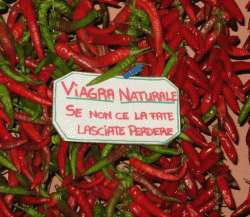 VIAGRA NATURALE
SE NON CE LA FATE
LASCIATE PERDERE